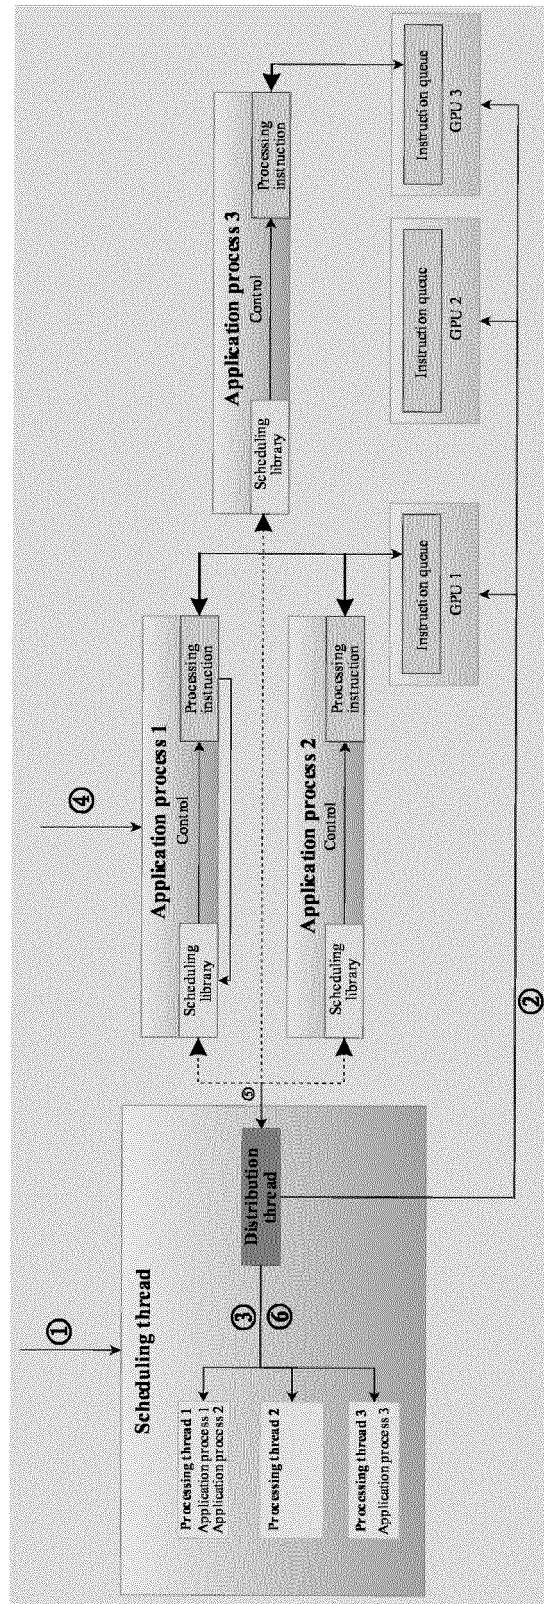 ①
Scheduling thread
Processing thread 1
Application process 1
Application process 2
Processing thread 2
Processing thread 3
Application process 3
③
⑥
Distribution
thread
⑤
②
④
Application process 1
Scheduling
library
Control
Processing
instruction
Application process 2
Scheduling
library
Control
Processing
instruction
Application process 3
Scheduling
library
Control
Processing
instruction
Instruction queue
GPU 1
Instruction queue
GPU 2
Instruction queue
GPU 3